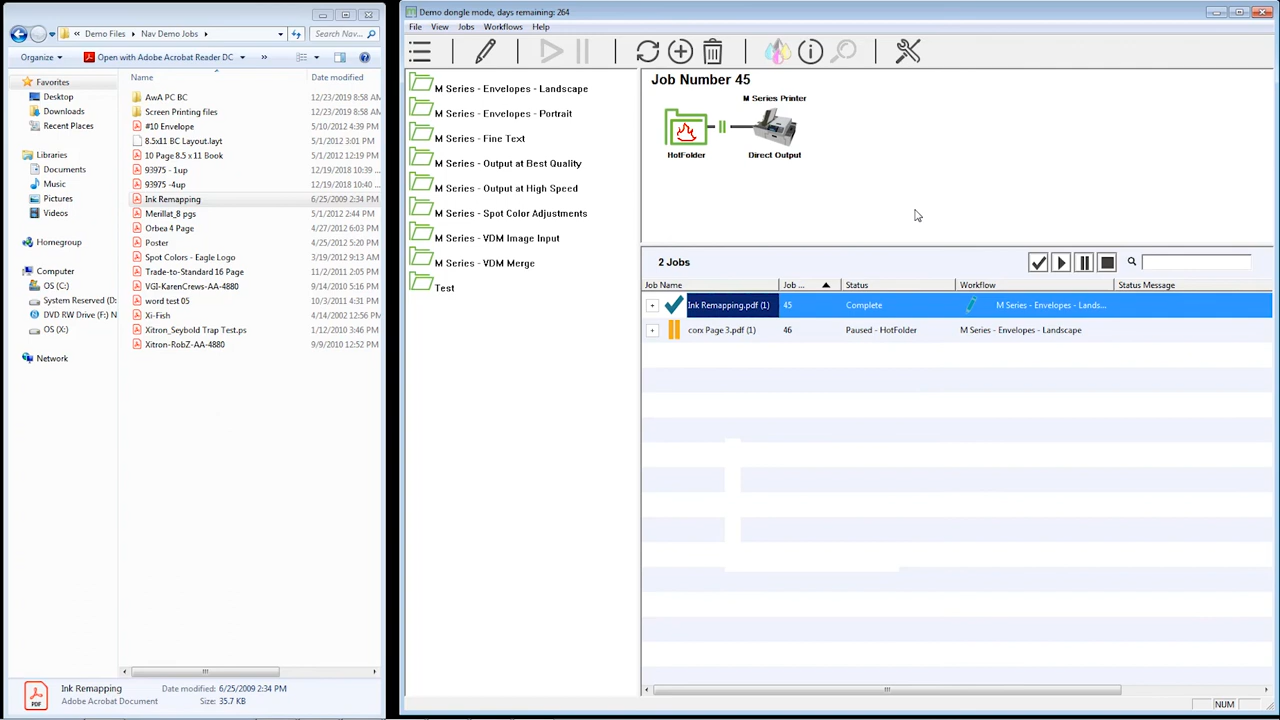 Demo Files
Nav Demo Jobs
Search Nav...
Organize
Open with Adobe Acrobat Reader DC
»
Name
Date modified
Favorites
Desktop
Downloads
Recent Places
Libraries
Documents
Music
Pictures
Videos
Homegroup
Computer
OS (C:)
System Reserved (D:
DVD RW Drive (F:) N
OS (X:)
Network
AwA PC BC 12/23/2019 8:58 AM
Screen Printing files 12/23/2019 8:58 AM
#10 Envelope 5/10/2012 4:39 PM
8.5x11 BC Layout.layt 5/1/2012 3:01 PM
10 Page 8.5 x 11 Book 5/1/2012 12:19 PM
93975 - 1up 12/19/2018 10:39 ...
93975 -4up 12/19/2018 10:40 ...
Ink Remapping 6/25/2009 2:34 PM
Merillat_8 pgs 5/1/2012 2:44 PM
Orbea 4 Page 4/27/2012 6:03 PM
Poster 4/25/2012 5:20 PM
Spot Colors - Eagle Logo 3/19/2012 9:13 AM
Trade-to-Standard 16 Page 11/2/2011 2:05 PM
VGI-KarenCrews-AA-4880 9/14/2010 5:16 PM
word test 05 10/3/2011 4:31 PM
Xi-Fish 4/14/2002 12:56 PM
Xitron_Seybold Trap Test.ps 1/12/2010 3:46 PM
Xitron-RobZ-AA-4880 9/9/2010 12:52 PM
Ink Remapping Date modified: 6/25/2009 2:34 PM
Adobe Acrobat Document Size: 35.7 KB
PDF
Demo dongle mode, days remaining: 264
File View Jobs Workflows Help
M Series - Envelopes - Landscape
M Series - Envelopes - Portrait
M Series - Fine Text
M Series - Output at Best Quality
M Series - Output at High Speed
M Series - Spot Color Adjustments
M Series - VDM Image Input
M Series - VDM Merge
Test
Job Number 45
M Series Printer
HotFolder
Direct Output
2 Jobs
Job Name Job ... Status Workflow Status Message
Ink Remapping.pdf (1) 45 Complete M Series - Envelopes - Lands...
corx Page 3.pdf (1) 46 Paused - HotFolder M Series - Envelopes - Landscape
NUM